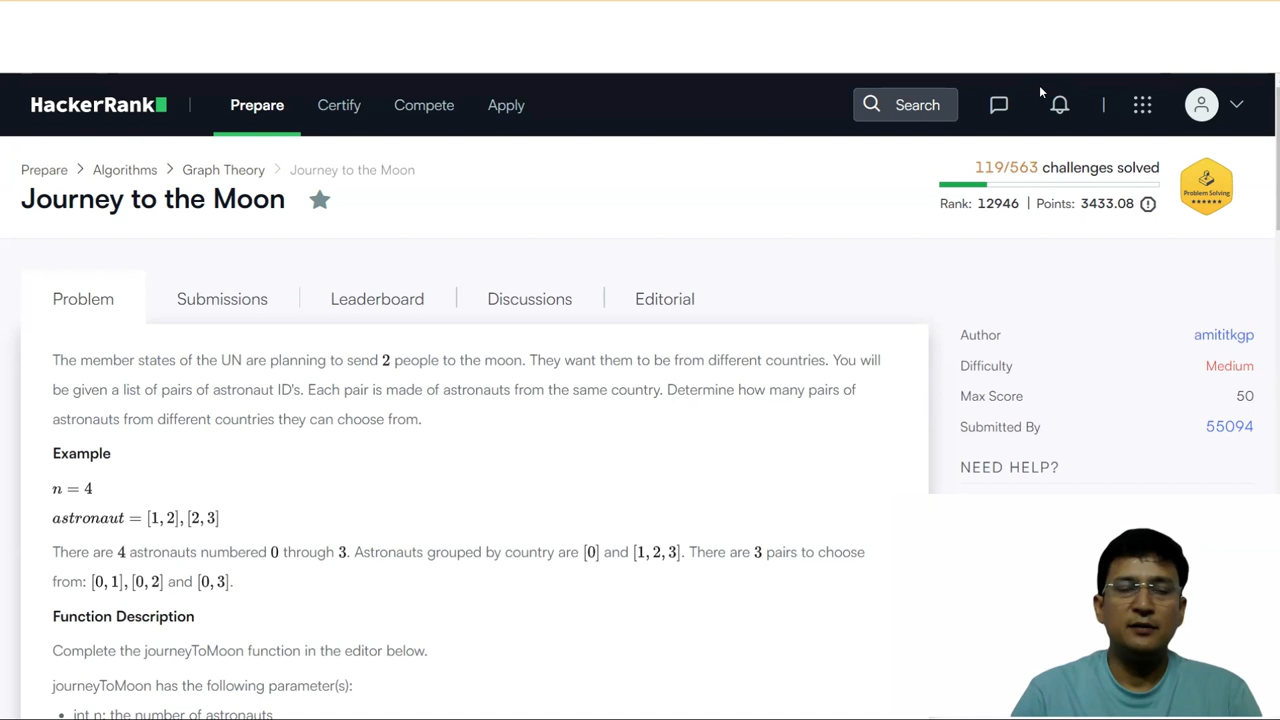 HackerRank
Prepare
Certify
Compete
Apply
Search
Prepare > Algorithms > Graph Theory > Journey to the Moon
Journey to the Moon
119/563 challenges solved
Rank: 12946 | Points: 3433.08
Problem Solving
Problem
Submissions
Leaderboard
Discussions
Editorial
The member states of the UN are planning to send 2 people to the moon. They want them to be from different countries. You will
be given a list of pairs of astronaut ID's. Each pair is made of astronauts from the same country. Determine how many pairs of
astronauts from different countries they can choose from.
Example
n = 4
astronaut = [1, 2], [2, 3]
There are 4 astronauts numbered 0 through 3. Astronauts grouped by country are [0] and [1, 2, 3]. There are 3 pairs to choose
from: [0, 1], [0, 2] and [0, 3].
Function Description
Complete the journeyToMoon function in the editor below.
journeyToMoon has the following parameter(s):
• int n: the number of astronauts
Author amititkgp
Difficulty Medium
Max Score 50
Submitted By 55094
NEED HELP?